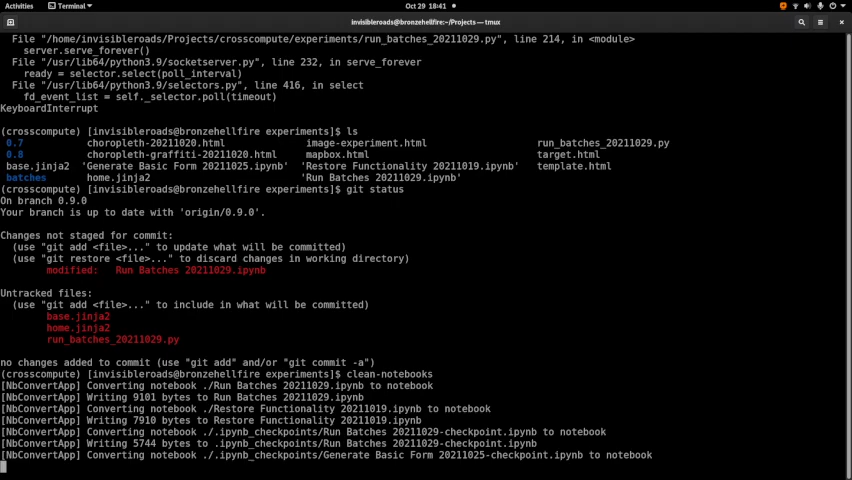 Activities Terminal Oct 29 18:41
invisibleroads@bronzehellfire:~/Projects — tmux
File "/home/invisibleroads/Projects/crosscompute/experiments/run_batches_20211029.py", line 214, in <module>
server.serve_forever()
File "/usr/lib64/python3.9/socketserver.py", line 232, in serve_forever
ready = selector.select(poll_interval)
File "/usr/lib64/python3.9/selectors.py", line 416, in select
fd_event_list = self._selector.poll(timeout)
KeyboardInterrupt
(crosscompute) [invisibleroads@bronzehellfire experiments]$ ls
0.7 choropleth-20211020.html image-experiment.html run_batches_20211029.py
0.8 choropleth-graffiti-20211020.html mapbox.html target.html
base.jinja2 'Generate Basic Form 20211025.ipynb' 'Restore Functionality 20211019.ipynb' template.html
batches home.jinja2 'Run Batches 20211029.ipynb'
(crosscompute) [invisibleroads@bronzehellfire experiments]$ git status
On branch 0.9.0
Your branch is up to date with 'origin/0.9.0'.
Changes not staged for commit:
(use "git add <file>..." to update what will be committed)
(use "git restore <file>..." to discard changes in working directory)
modified: Run Batches 20211029.ipynb
Untracked files:
(use "git add <file>..." to include in what will be committed)
base.jinja2
home.jinja2
run_batches_20211029.py
no changes added to commit (use "git add" and/or "git commit -a")
(crosscompute) [invisibleroads@bronzehellfire experiments]$ clean-notebooks
[NbConvertApp] Converting notebook ./Run Batches 20211029.ipynb to notebook
[NbConvertApp] Writing 9101 bytes to Run Batches 20211029.ipynb
[NbConvertApp] Converting notebook ./Restore Functionality 20211019.ipynb to notebook
[NbConvertApp] Writing 7910 bytes to Restore Functionality 20211019.ipynb
[NbConvertApp] Converting notebook ./.ipynb_checkpoints/Run Batches 20211029-checkpoint.ipynb to notebook
[NbConvertApp] Writing 5744 bytes to .ipynb_checkpoints/Run Batches 20211029-checkpoint.ipynb
[NbConvertApp] Converting notebook ./.ipynb_checkpoints/Generate Basic Form 20211025-checkpoint.ipynb to notebook